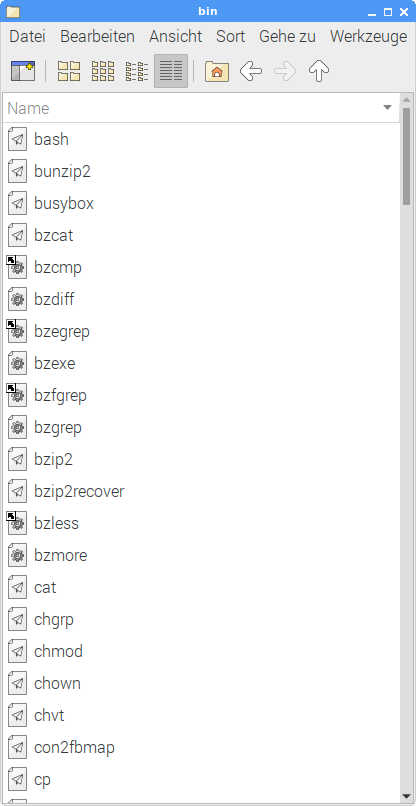 bin
Datei Bearbeiten Ansicht Sort Gehe zu Werkzeuge
Name
bash
bunzip2
busybox
bzcat
bzcmp
bzdiff
bzegrep
bzexe
bzfgrep
bzgrep
bzip2
bzip2recover
bzless
bzmore
cat
chgrp
chmod
chown
chvt
con2fbmap
cp